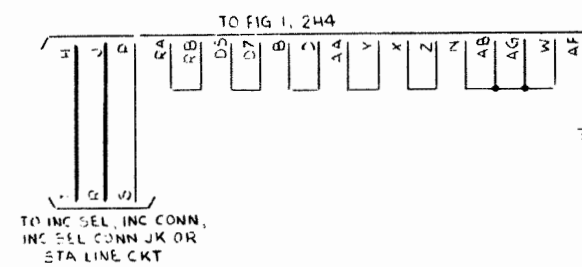 TO FIG 1, 2H4
RA
RB
D5
D7
B
AA
Y
X
Z
N
AB
AG
W
AF
R
S
TO INC SEL, INC CONN,
INC SEL CONN JK OR
STA LINE CKT